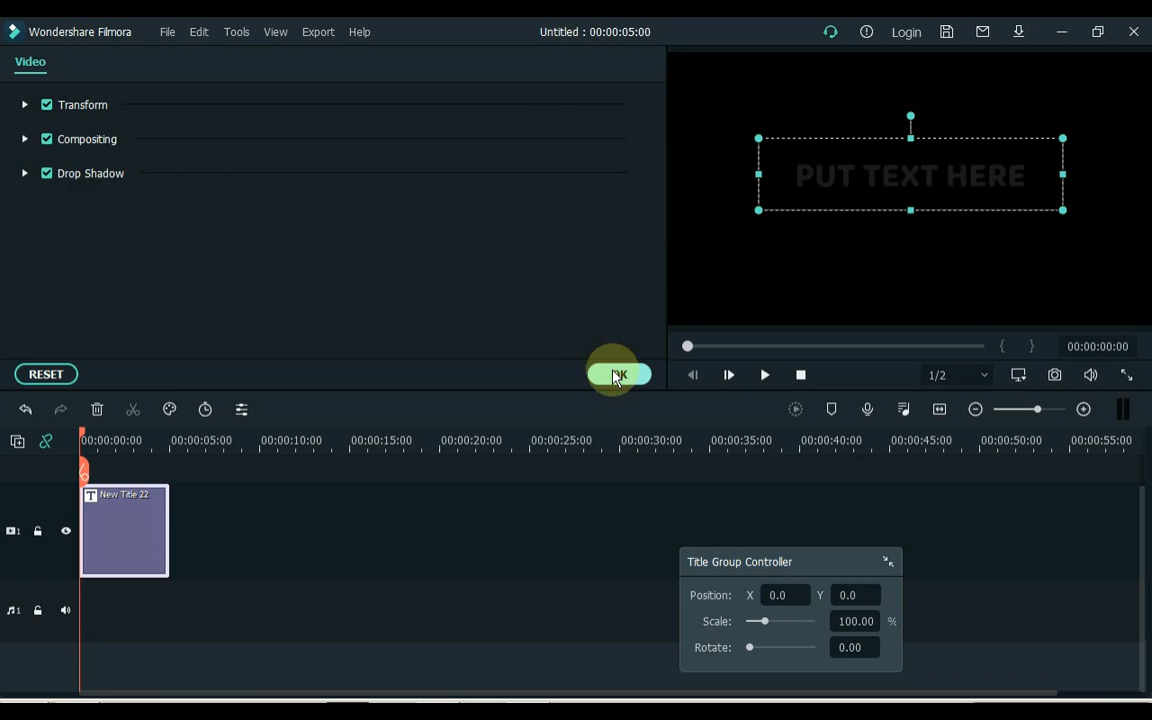 Wondershare Filmora File Edit Tools View Export Help Untitled : 00:00:05:00 Login
Video
Transform
Compositing
Drop Shadow
PUT TEXT HERE
{ } 00:00:00:00
RESET
1/2
00:00:00:00 00:00:05:00 00:00:10:00 00:00:15:00 00:00:20:00 00:00:25:00 00:00:30:00 00:00:35:00 00:00:40:00 00:00:45:00 00:00:50:00 00:00:55:00
T New Title 22
1
Title Group Controller
Position: X 0.0 Y 0.0
1
Scale: 100.00 %
Rotate: 0.00